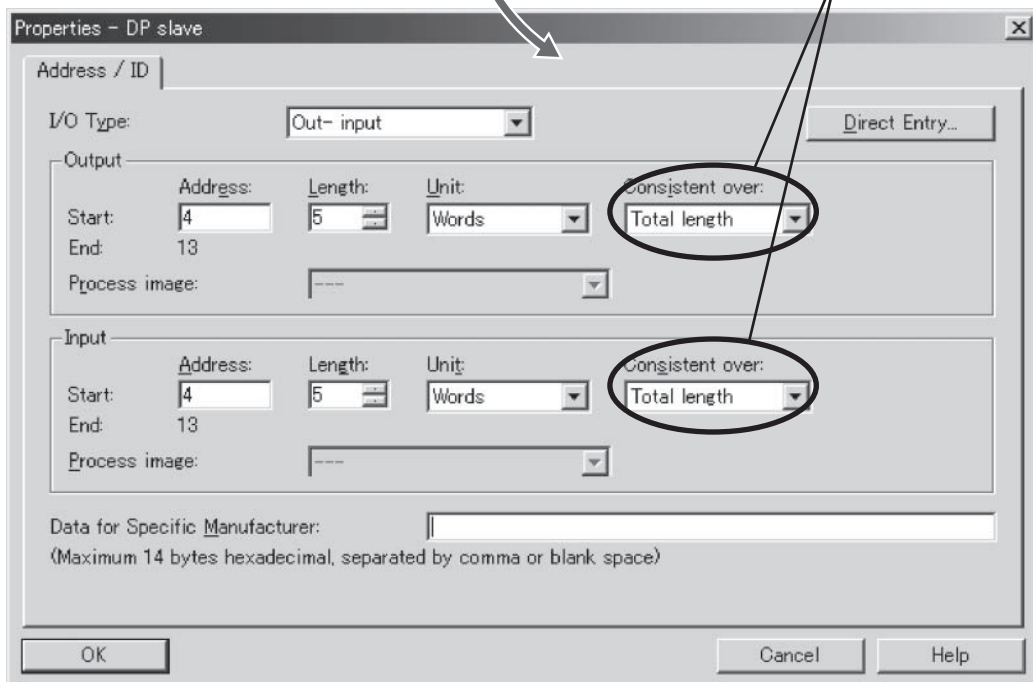 Properties - DP slave
Address / ID
I/O Type: Out- input Direct Entry...
Output
Address: Length: Unit: Consistent over:
Start: 4 5 Words Total length
End: 13
Process image: ---
Input
Address: Length: Unit: Consistent over:
Start: 4 5 Words Total length
End: 13
Process image: ---
Data for Specific Manufacturer:
(Maximum 14 bytes hexadecimal, separated by comma or blank space)
OK Cancel Help